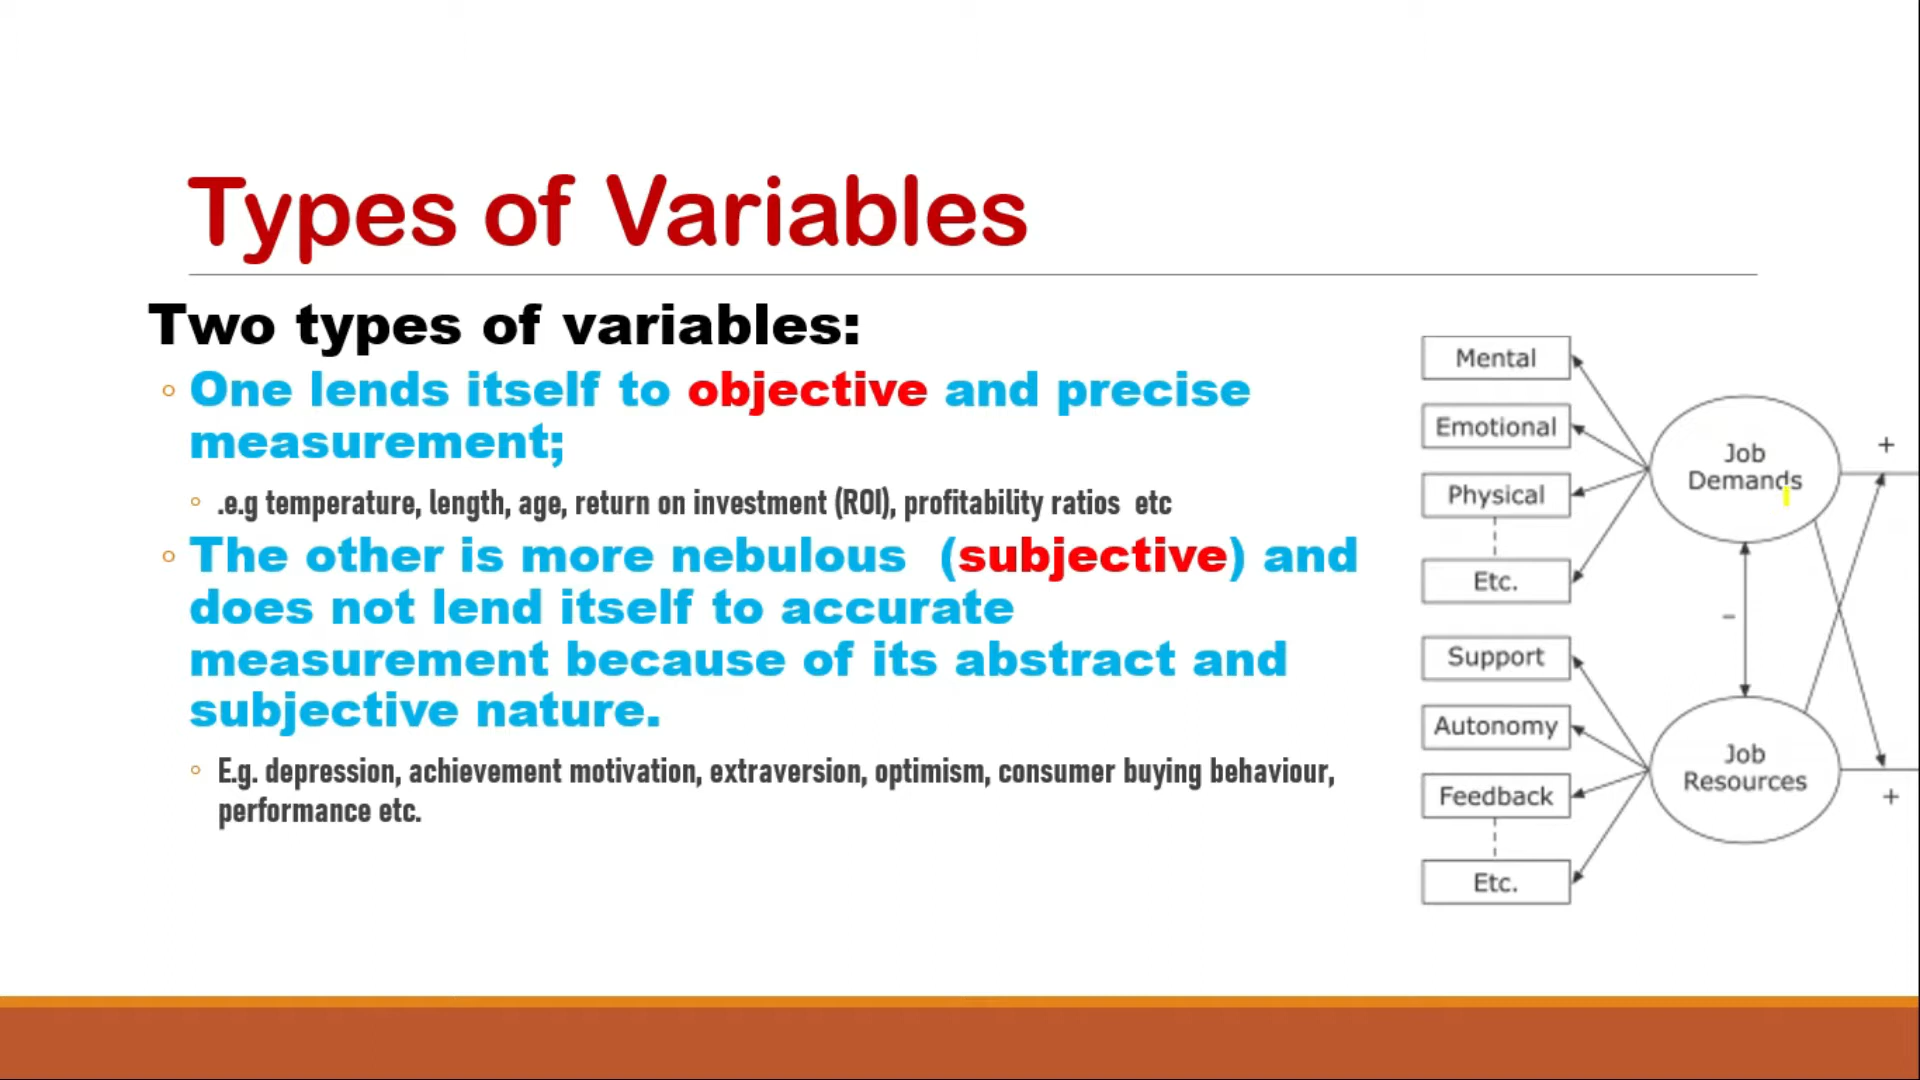 Types of Variables
Two types of variables:
One lends itself to objective and precise
measurement;
.e.g temperature, length, age, return on investment (ROI), profitability ratios etc
The other is more nebulous (subjective) and
does not lend itself to accurate
measurement because of its abstract and
subjective nature.
E.g. depression, achievement motivation, extraversion, optimism, consumer buying behaviour,
performance etc.
Mental
Emotional
Physical
Etc.
Support
Autonomy
Feedback
Etc.
Job
Demands
Job
Resources
+
–
+